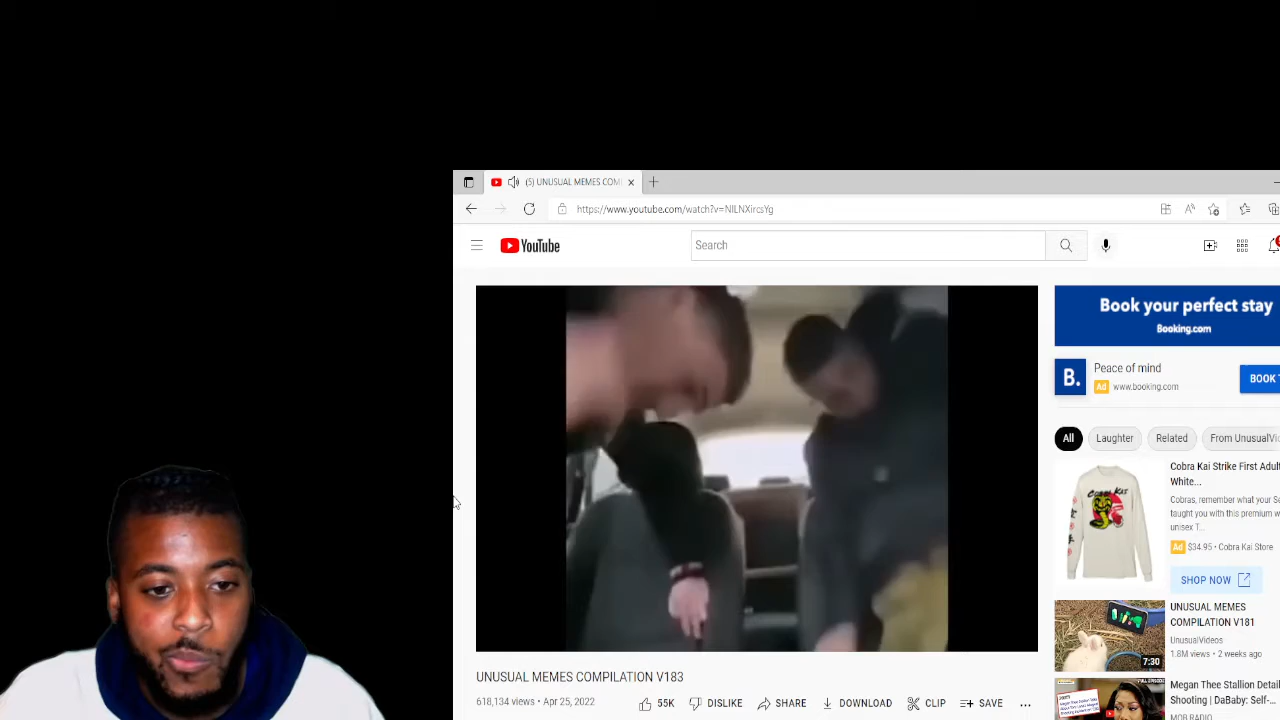 (5) UNUSUAL MEMES COM
https://www.youtube.com/watch?v=NlLNXircsYg
YouTube
Search
Book your perfect stay
Booking.com
B.
Peace of mind
Ad www.booking.com
BOOK
All
Laughter
Related
From UnusualVi
Cobra Kai Strike First Adul
White...
Cobras, remember what your Se
taught you with this premium w
unisex T...
Ad $34.95 • Cobra Kai Store
SHOP NOW
COBRA KAI
UNUSUAL MEMES
COMPILATION V181
UnusualVideos
1.8M views • 2 weeks ago
7:30
UNUSUAL MEMES COMPILATION V183
618,134 views • Apr 25, 2022
55K
DISLIKE
SHARE
DOWNLOAD
CLIP
SAVE
Megan Thee Stallion Detail
Shooting | DaBaby: Self-...
MOB RADIO